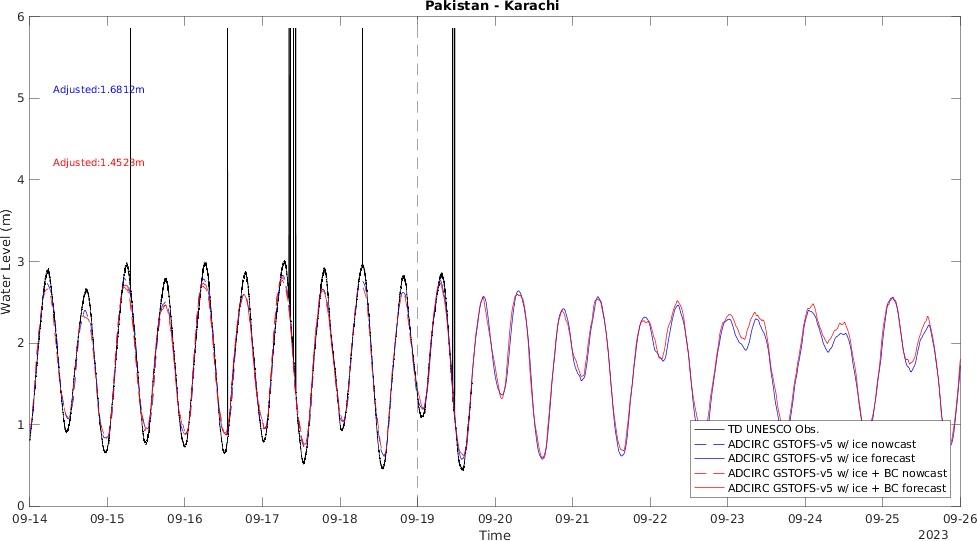 Pakistan - Karachi
6
5
4
3
2
1
0
Water Level (m)
Adjusted:1.6812m
Adjusted:1.4523m
TD UNESCO Obs.
ADCIRC GSTOFS-v5 w/ ice nowcast
ADCIRC GSTOFS-v5 w/ ice forecast
ADCIRC GSTOFS-v5 w/ ice + BC nowcast
ADCIRC GSTOFS-v5 w/ ice + BC forecast
09-14 09-15 09-16 09-17 09-18 09-19 09-20 09-21 09-22 09-23 09-24 09-25 09-26
Time
2023